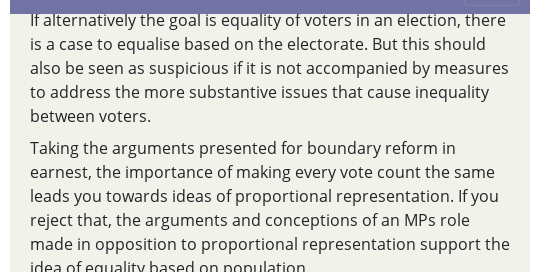 If alternatively the goal is equality of voters in an election, there
is a case to equalise based on the electorate. But this should
also be seen as suspicious if it is not accompanied by measures
to address the more substantive issues that cause inequality
between voters.
Taking the arguments presented for boundary reform in
earnest, the importance of making every vote count the same
leads you towards ideas of proportional representation. If you
reject that, the arguments and conceptions of an MPs role
made in opposition to proportional representation support the
idea of equality based on population.